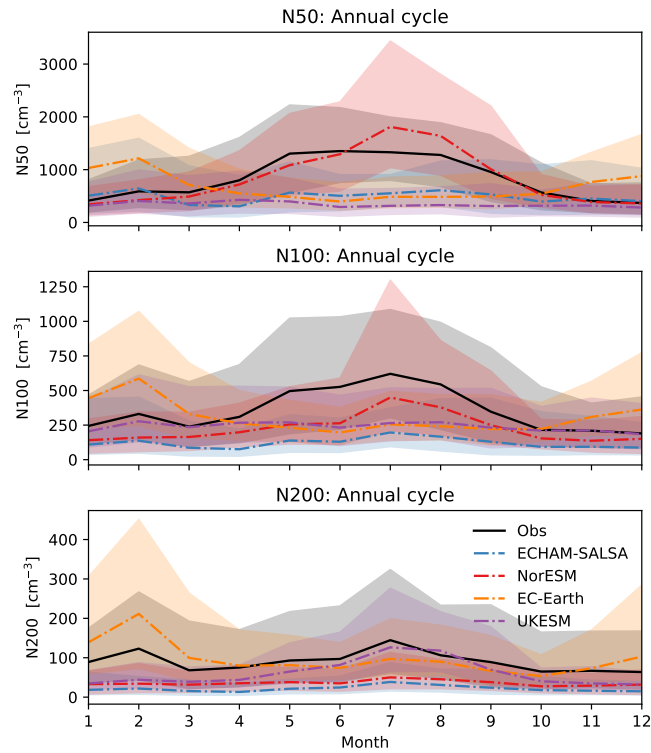 N50: Annual cycle
3000
2000
1000
0
N50 [cm⁻³]
N100: Annual cycle
1250
1000
750
500
250
0
N100 [cm⁻³]
N200: Annual cycle
400
300
200
100
0
N200 [cm⁻³]
Obs
ECHAM-SALSA
NorESM
EC-Earth
UKESM
1 2 3 4 5 6 7 8 9 10 11 12
Month